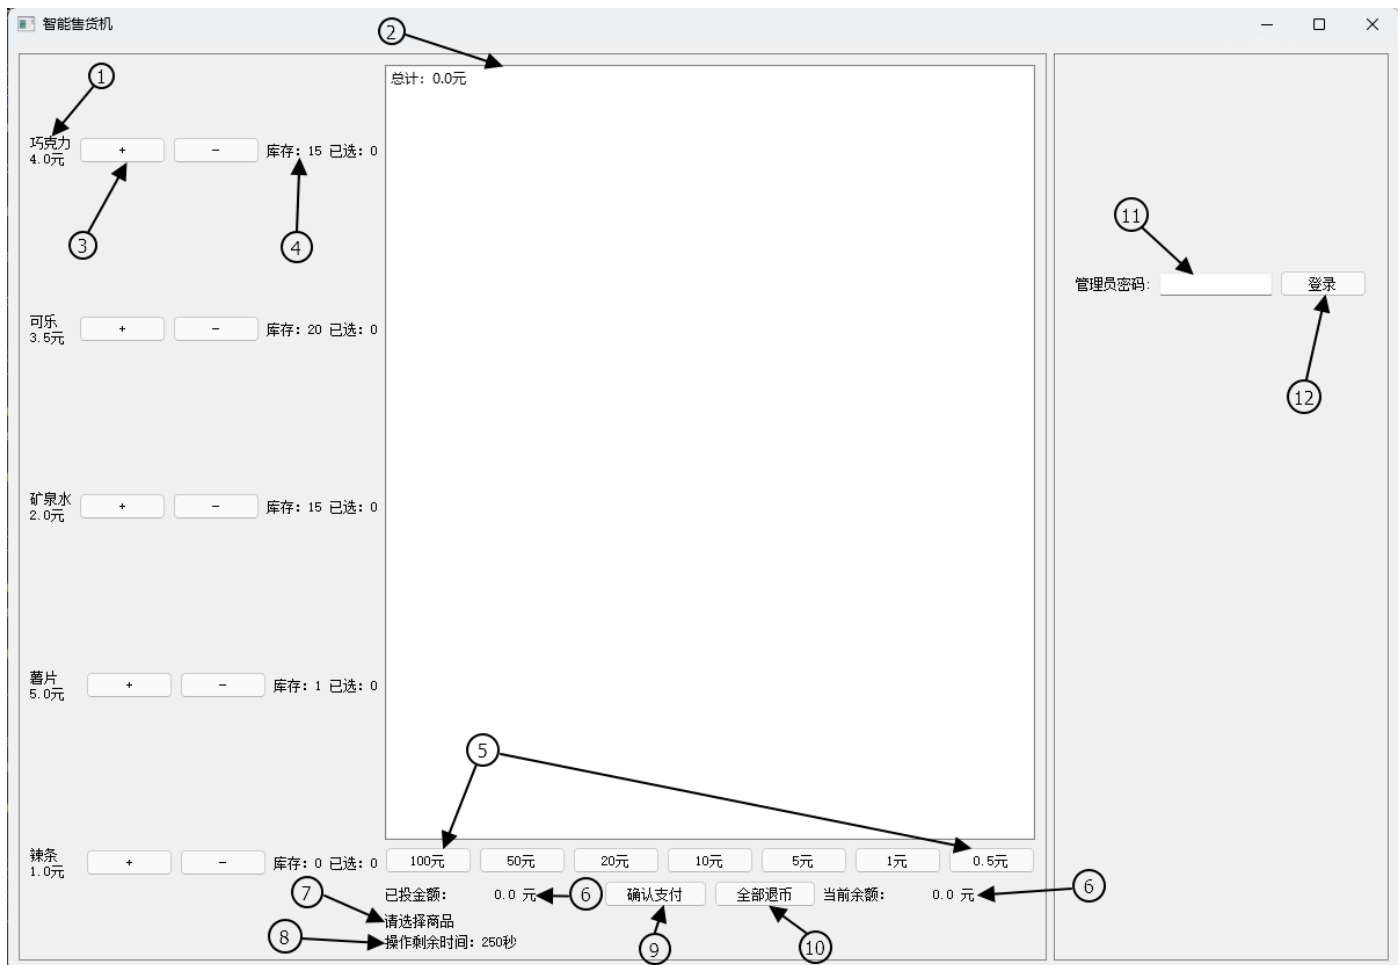 智能售货机
②
总计: 0.0元
①
巧克力
4.0元
+
-
库存: 15 已选: 0
③
④
⑪
管理员密码:
登录
⑫
可乐
3.5元
+
-
库存: 20 已选: 0
矿泉水
2.0元
+
-
库存: 15 已选: 0
薯片
5.0元
+
-
库存: 1 已选: 0
⑤
辣条
1.0元
+
-
库存: 0 已选: 0
100元
50元
20元
10元
5元
1元
0.5元
已投金额:
0.0 元
⑥
确认支付
全部退币
当前余额:
0.0 元
⑥
⑦
请选择商品
⑧
操作剩余时间: 250秒
⑨
⑩